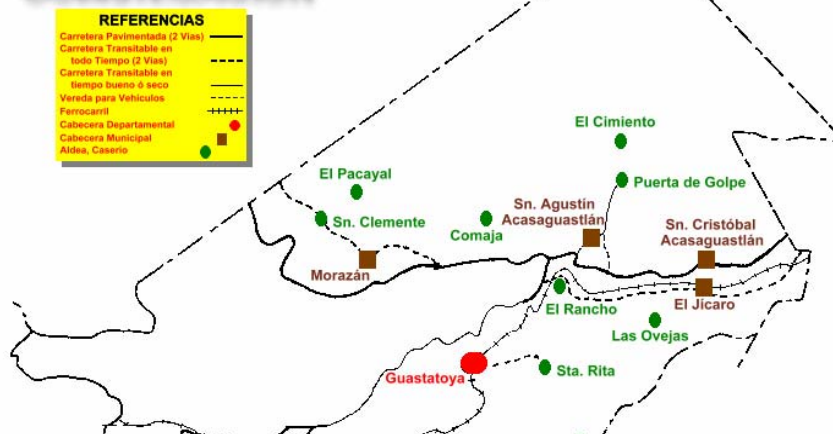 REFERENCIAS
Carretera Pavimentada (2 Vias)
Carretera Transitable en
todo Tiempo (2 Vias)
Carretera Transitable en
tiempo bueno ó seco
Vereda para Vehículos
Ferrocarril
Cabecera Departamental
Cabecera Municipal
Aldea, Caserío
El Cimiento
El Pacayal
Puerta de Golpe
Sn. Agustín
Acasaguastlán
Sn. Clemente
Comaja
Sn. Cristóbal
Acasaguastlán
Morazán
El Jícaro
El Rancho
Las Ovejas
Guastatoya
Sta. Rita